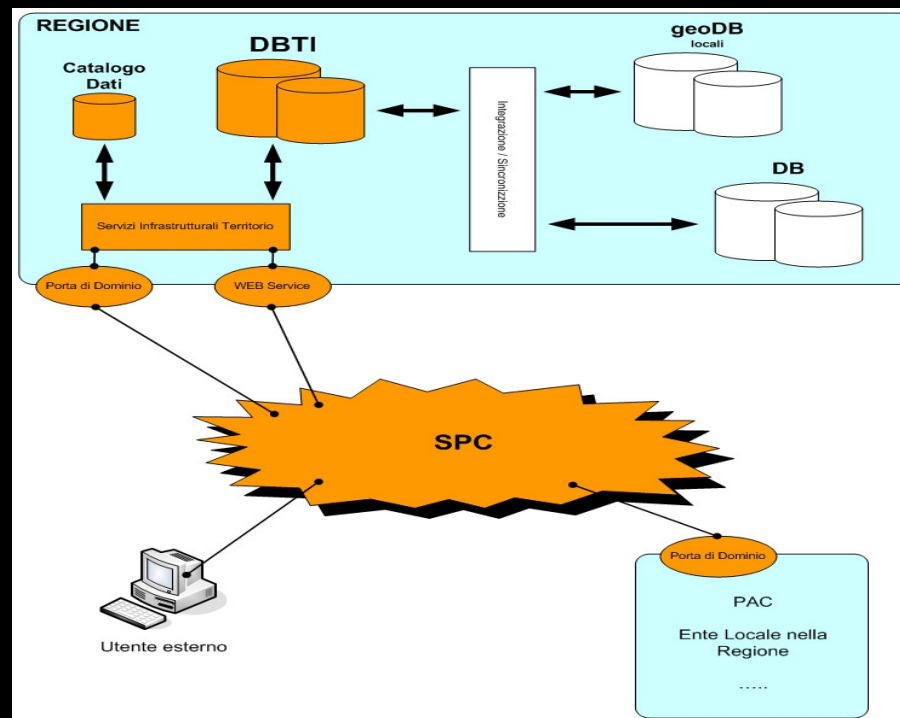 REGIONE
DBTI
geoDB
locali
Catalogo
Dati
Integrazione / Sincronizzione
DB
Servizi Infrastrutturali Territorio
Porta di Dominio
WEB Service
SPC
Porta di Dominio
Utente esterno
PAC
Ente Locale nella
Regione
.....